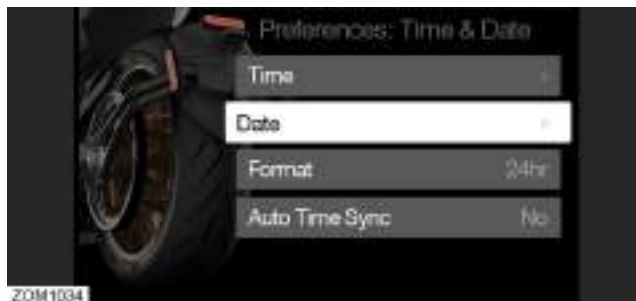 Preferences: Time & Date
Time
Date
Format 24hr
Auto Time Sync No
ZOM1034